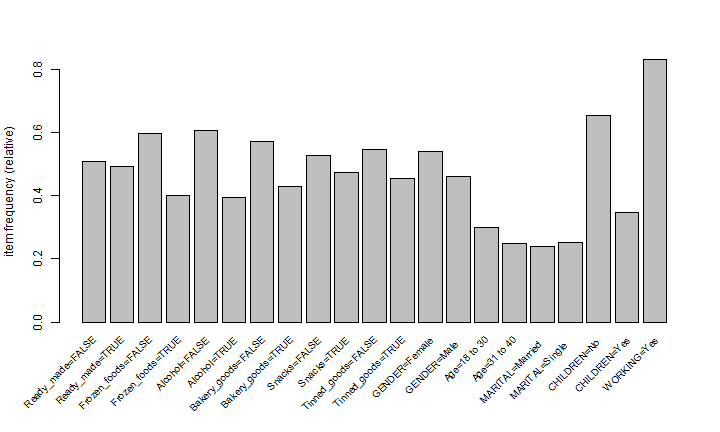 item frequency (relative)
0.8
0.6
0.4
0.2
0.0
Ready_made=FALSE
Ready_made=TRUE
Frozen_foods=FALSE
Frozen_foods=TRUE
Alcohol=FALSE
Alcohol=TRUE
Bakery_goods=FALSE
Bakery_goods=TRUE
Snacks=FALSE
Snacks=TRUE
Tinned_goods=FALSE
Tinned_goods=TRUE
GENDER=Female
GENDER=Male
Age=18 to 30
Age=31 to 40
MARITAL=Married
MARITAL=Single
CHILDREN=No
CHILDREN=Yes
WORKING=Yes